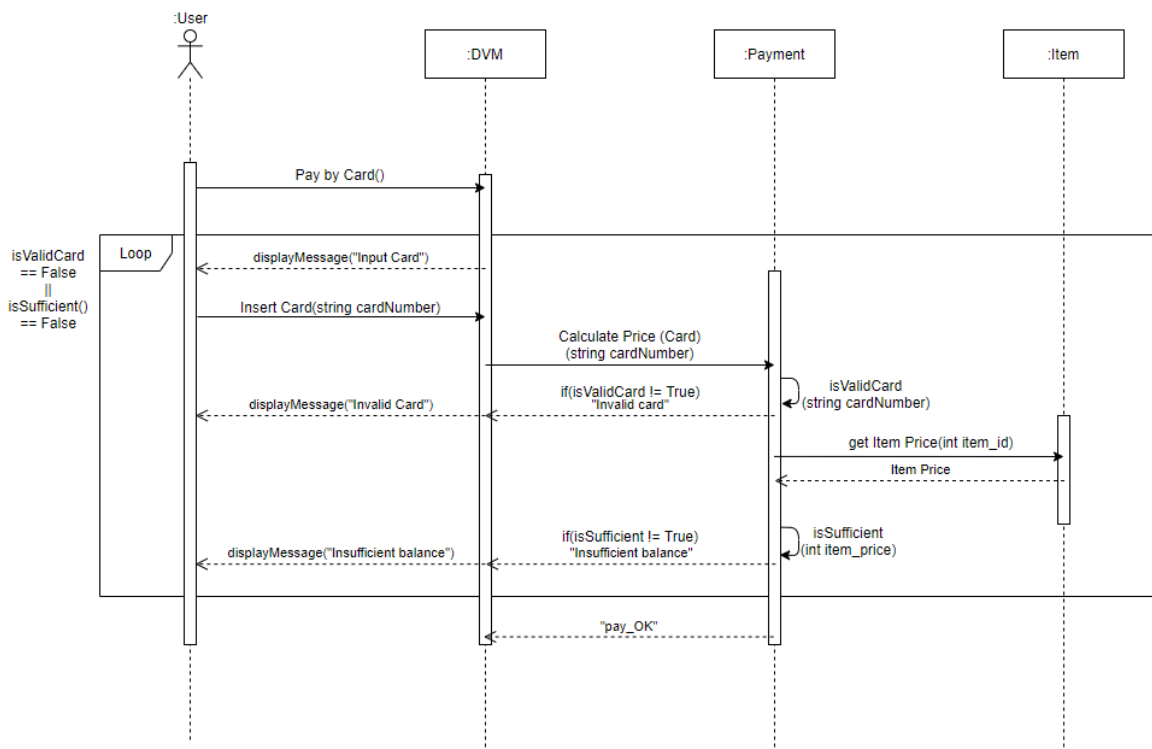 :User
:DVM
:Payment
:Item
Pay by Card()
isValidCard
== False
||
isSufficient()
== False
Loop
displayMessage("Input Card")
Insert Card(string cardNumber)
Calculate Price (Card)
(string cardNumber)
isValidCard
(string cardNumber)
if(isValidCard != True)
"Invalid card"
displayMessage("Invalid Card")
get Item Price(int item_id)
Item Price
isSufficient
(int item_price)
if(isSufficient != True)
"Insufficient balance"
displayMessage("Insufficient balance")
"pay_OK"